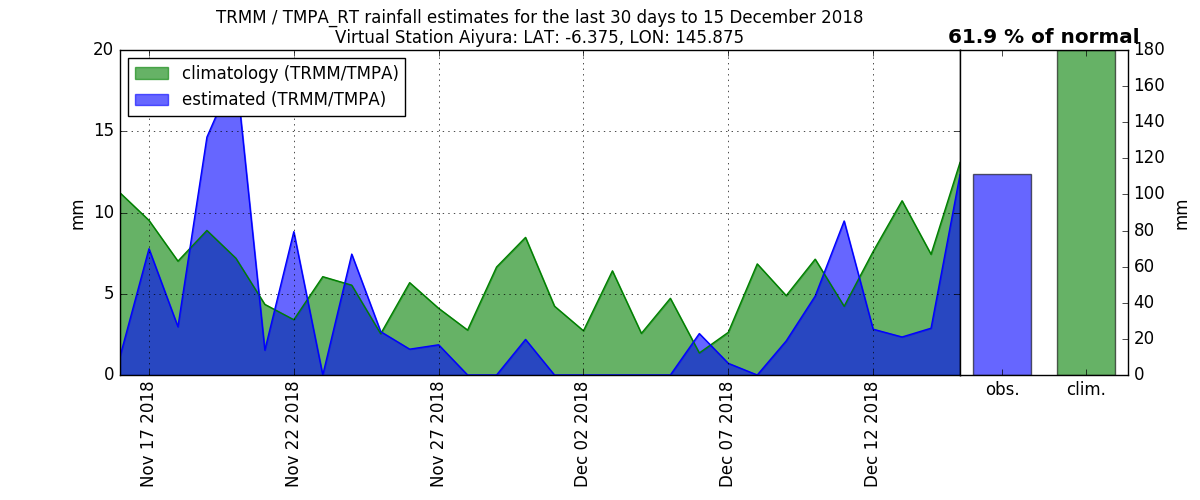 TRMM / TMPA_RT rainfall estimates for the last 30 days to 15 December 2018
Virtual Station Aiyura: LAT: -6.375, LON: 145.875
61.9 % of normal
climatology (TRMM/TMPA)
estimated (TRMM/TMPA)
20
15
10
5
0
mm
Nov 17 2018
Nov 22 2018
Nov 27 2018
Dec 02 2018
Dec 07 2018
Dec 12 2018
180
160
140
120
100
80
60
40
20
0
mm
obs.
clim.